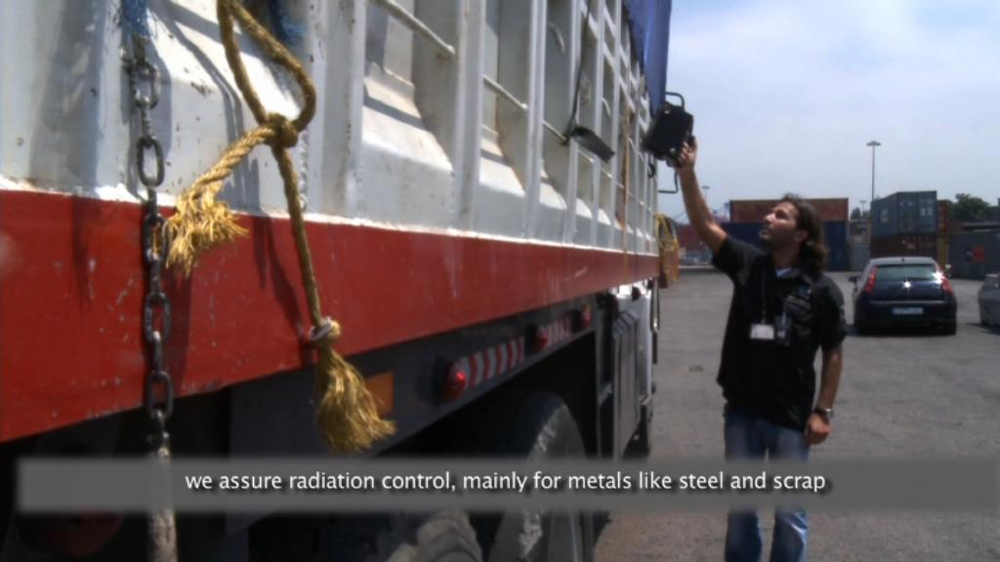 we assure radiation control, mainly for metals like steel and scrap